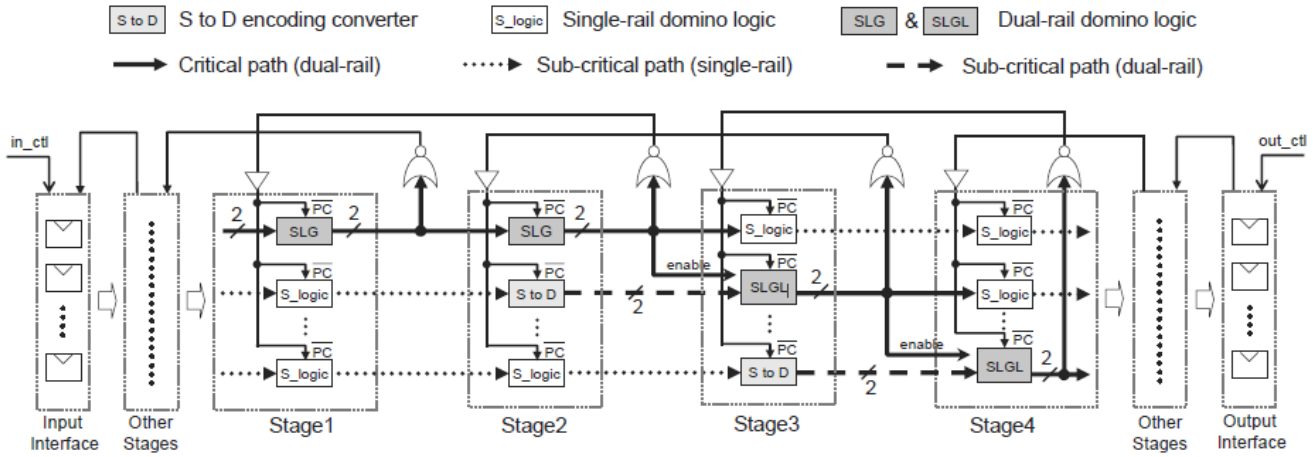 S to D S to D encoding converter S_logic Single-rail domino logic SLG & SLGL Dual-rail domino logic
Critical path (dual-rail) Sub-critical path (single-rail) Sub-critical path (dual-rail)
in_ctl out_ctl
PC PC PC PC
2 SLG 2 SLG 2 S_logic S_logic
PC PC enable PC PC
S_logic S to D 2 SLGL 2 S_logic
PC PC PC enable PC
S_logic S_logic S to D 2 SLGL 2
Input Interface
Other Stages
Stage1
Stage2
Stage3
Stage4
Other Stages
Output Interface